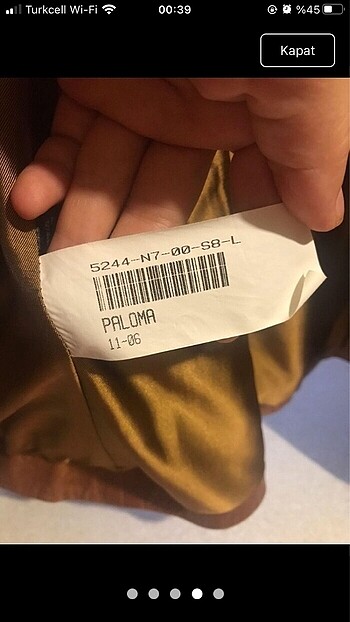 Turkcell Wi-Fi 00:39 %45
Kapat
5244-N7-00-S8-L
PALOMA
11-06